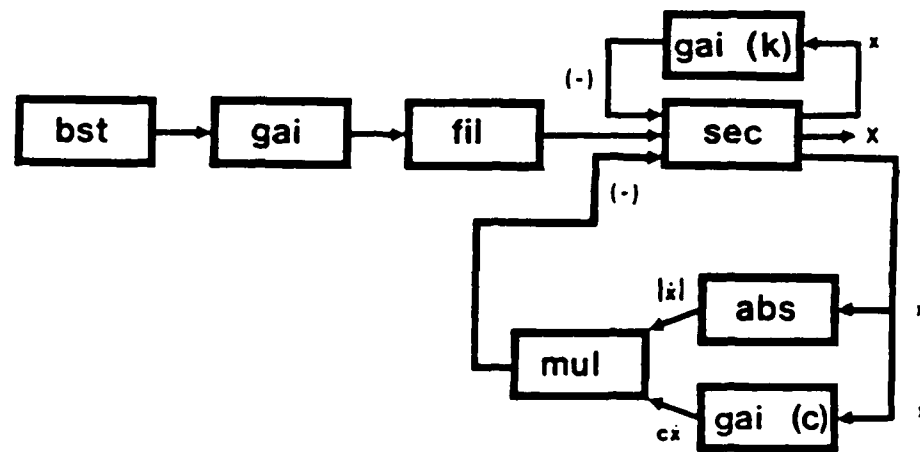 gai (k)
x
(-)
bst
gai
fil
sec
x
(-)
|ẋ|
abs
mul
gai (c)
cẋ